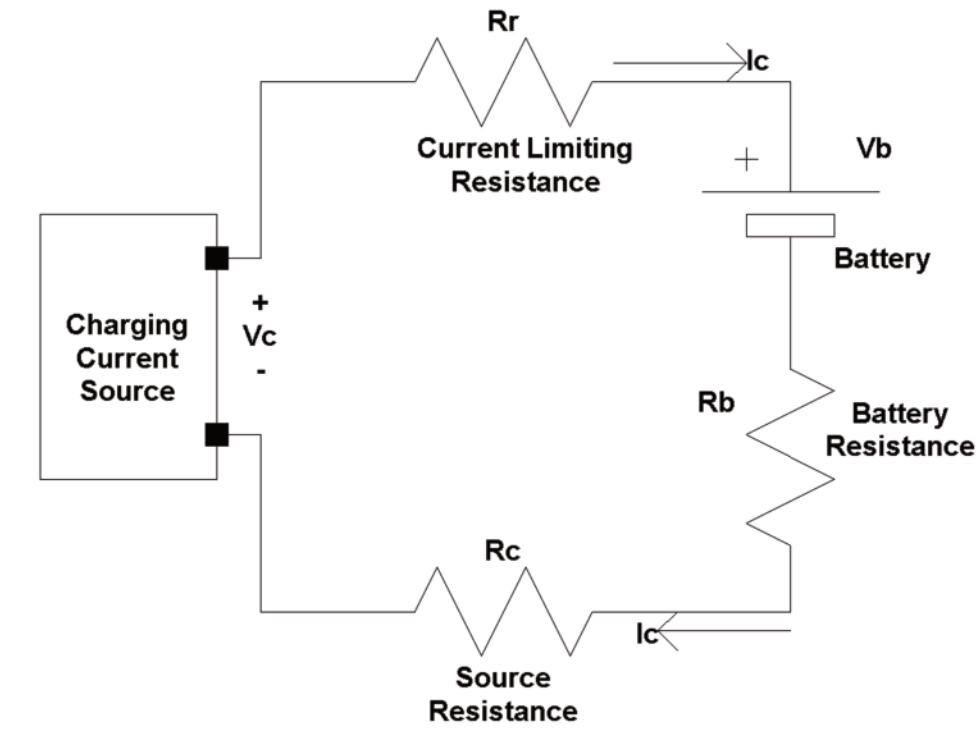 Rr
Ic
Current Limiting
Resistance
+
Vb
Battery
Charging
Current
Source
+
Vc
-
Rb
Battery
Resistance
Rc
Ic
Source
Resistance